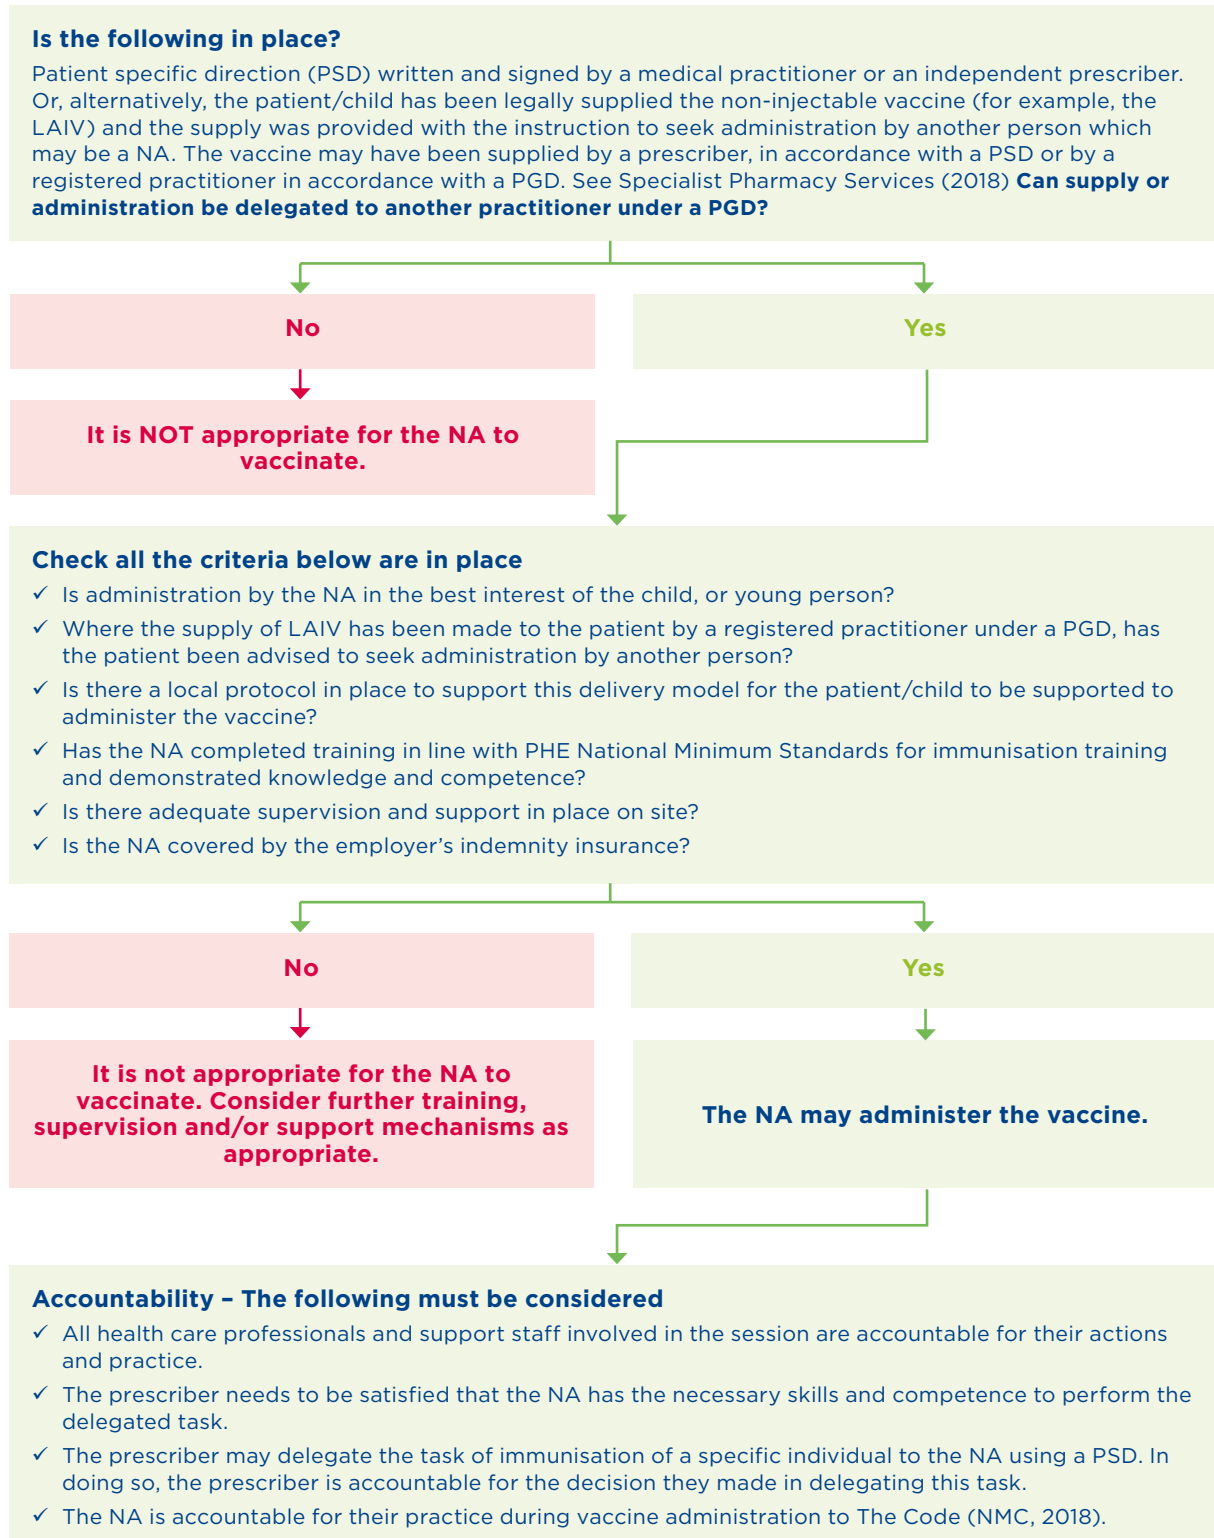 Is the following in place?
Patient specific direction (PSD) written and signed by a medical practitioner or an independent prescriber.
Or, alternatively, the patient/child has been legally supplied the non-injectable vaccine (for example, the
LAIV) and the supply was provided with the instruction to seek administration by another person which
may be a NA. The vaccine may have been supplied by a prescriber, in accordance with a PSD or by a
registered practitioner in accordance with a PGD. See Specialist Pharmacy Services (2018) Can supply or
administration be delegated to another practitioner under a PGD?
No
Yes
It is NOT appropriate for the NA to
vaccinate.
Check all the criteria below are in place
✓ Is administration by the NA in the best interest of the child, or young person?
✓ Where the supply of LAIV has been made to the patient by a registered practitioner under a PGD, has
the patient been advised to seek administration by another person?
✓ Is there a local protocol in place to support this delivery model for the patient/child to be supported to
administer the vaccine?
✓ Has the NA completed training in line with PHE National Minimum Standards for immunisation training
and demonstrated knowledge and competence?
✓ Is there adequate supervision and support in place on site?
✓ Is the NA covered by the employer's indemnity insurance?
No
Yes
It is not appropriate for the NA to
vaccinate. Consider further training,
supervision and/or support mechanisms as
appropriate.
The NA may administer the vaccine.
Accountability – The following must be considered
✓ All health care professionals and support staff involved in the session are accountable for their actions
and practice.
✓ The prescriber needs to be satisfied that the NA has the necessary skills and competence to perform the
delegated task.
✓ The prescriber may delegate the task of immunisation of a specific individual to the NA using a PSD. In
doing so, the prescriber is accountable for the decision they made in delegating this task.
✓ The NA is accountable for their practice during vaccine administration to The Code (NMC, 2018).